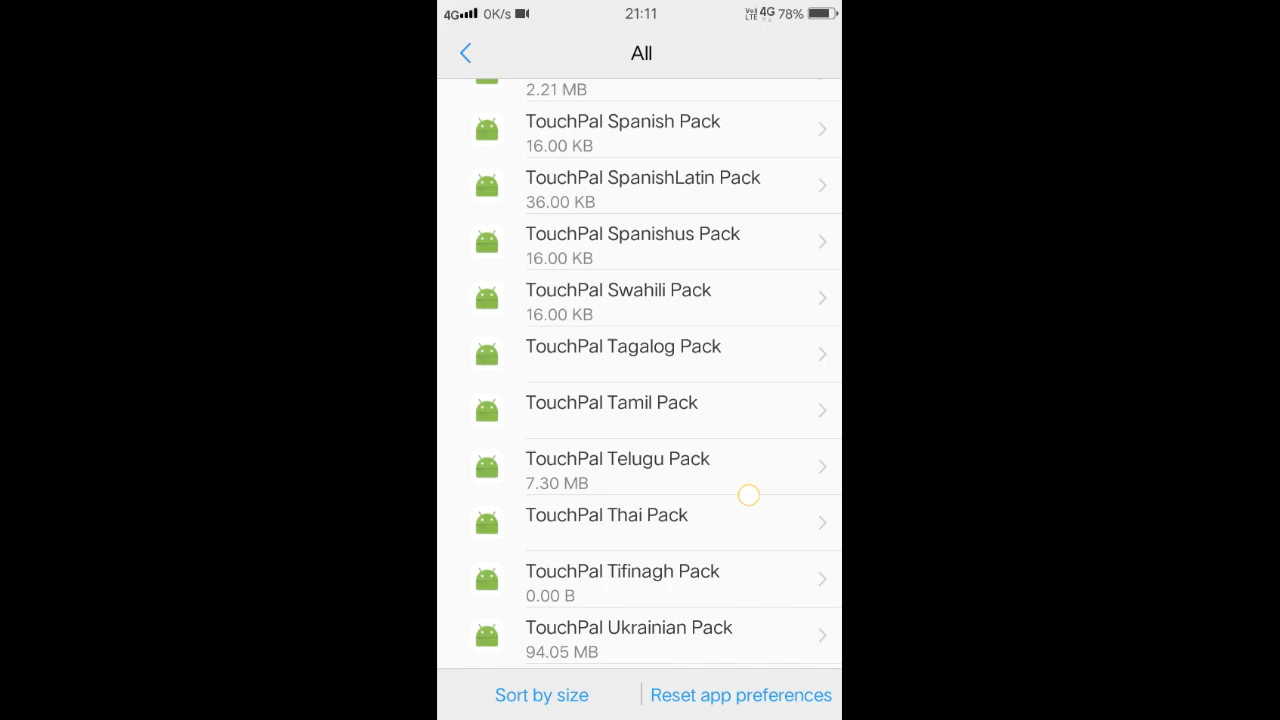 4G 0K/s 21:11 VoLTE 4G 78%
All
2.21 MB
TouchPal Spanish Pack
16.00 KB
TouchPal SpanishLatin Pack
36.00 KB
TouchPal Spanishus Pack
16.00 KB
TouchPal Swahili Pack
16.00 KB
TouchPal Tagalog Pack
TouchPal Tamil Pack
TouchPal Telugu Pack
7.30 MB
TouchPal Thai Pack
TouchPal Tifinagh Pack
0.00 B
TouchPal Ukrainian Pack
94.05 MB
Sort by size Reset app preferences